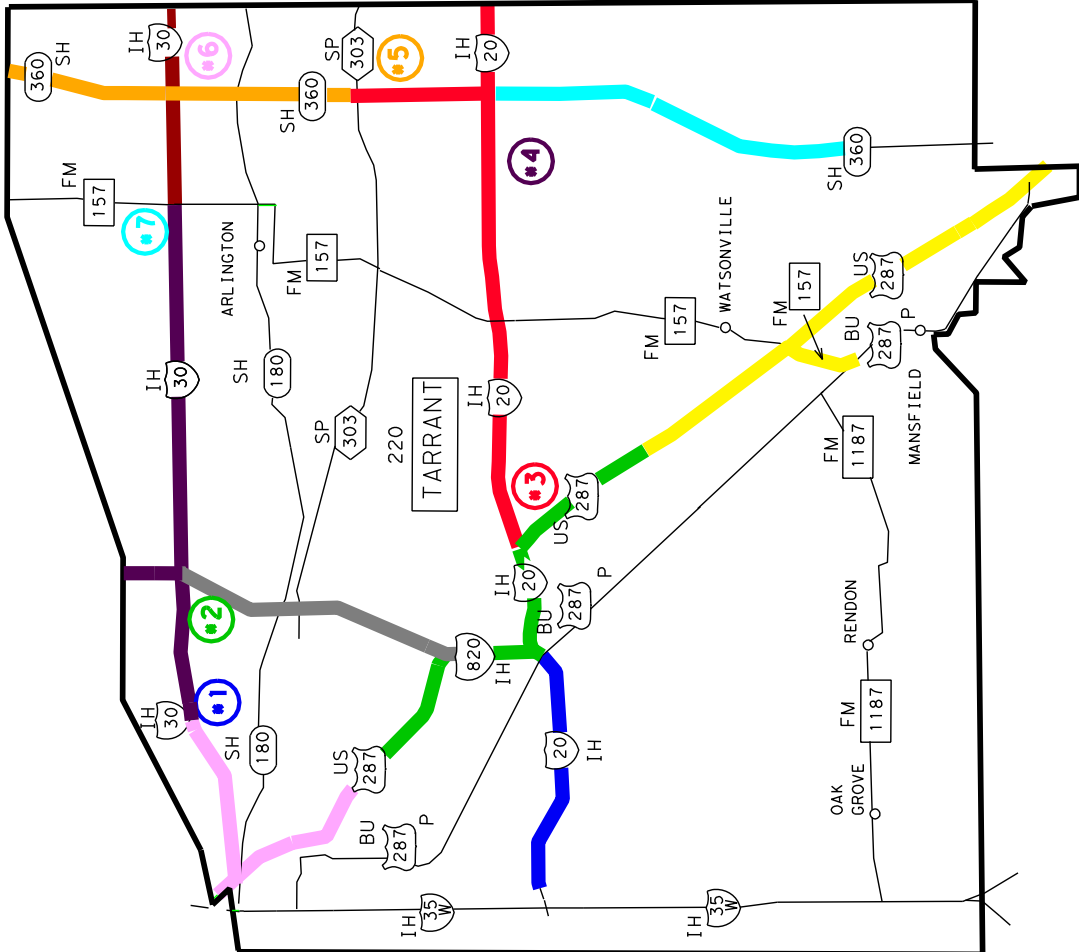 SH
360
IH
30
#6
SP
303
#5
IH
20
SH
360
FM
157
#7
#4
SH
360
ARLINGTON
FM
157
WATSONVILLE
FM
157
FM
157
US
287
BU
287
P
MANSFIELD
IH
30
SH
180
SP
303
220
TARRANT
IH
20
FM
1187
#3
US
287
IH
20
BU
287
P
#2
820
IH
RENDON
#1
IH
30
SH
180
US
287
20
IH
FM
1187
OAK
GROVE
BU
287
P
IH
35
W
IH
35
W